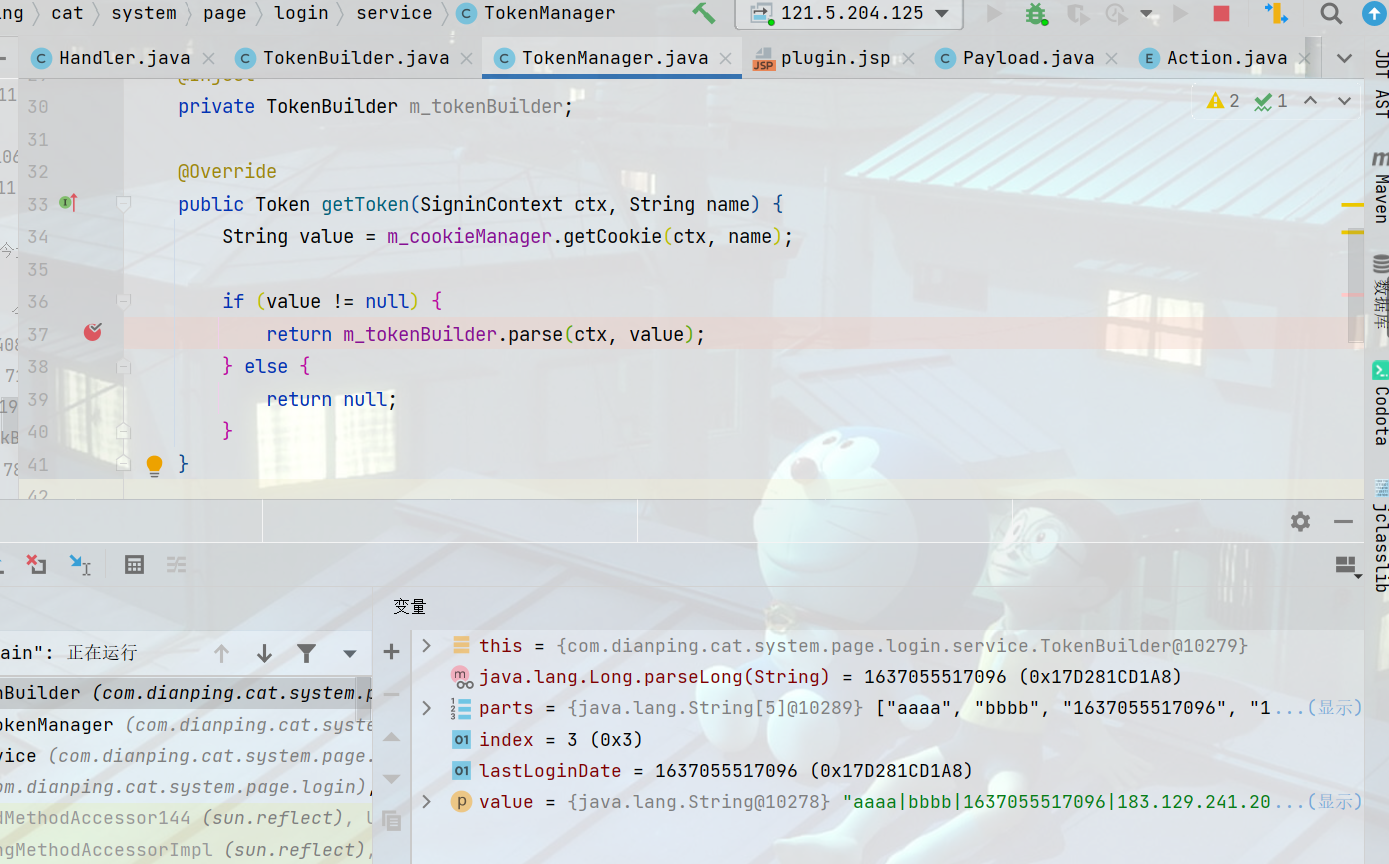 ng 〉 cat 〉 system 〉 page 〉 login 〉 service 〉 C TokenManager 121.5.204.125
C Handler.java C TokenBuilder.java C TokenManager.java JSP plugin.jsp C Payload.java E Action.java
JDT AST
Maven
数据库
Codota
jclasslib
2 1
@Inject
30 private TokenBuilder m_tokenBuilder;
31
32 @Override
33 public Token getToken(SigninContext ctx, String name) {
34 String value = m_cookieManager.getCookie(ctx, name);
35
36 if (value != null) {
37 return m_tokenBuilder.parse(ctx, value);
38 } else {
39 return null;
40 }
41 }
42
变量
ain": 正在运行
nBuilder (com.dianping.cat.system.p
okenManager (com.dianping.cat.syste
vice (com.dianping.cat.system.page.
om.dianping.cat.system.page.login),
dMethodAccessor144 (sun.reflect), U
ngMethodAccessorImpl (sun.reflect),
this = {com.dianping.cat.system.page.login.service.TokenBuilder@10279}
java.lang.Long.parseLong(String) = 1637055517096 (0x17D281CD1A8)
parts = {java.lang.String[5]@10289} ["aaaa", "bbbb", "1637055517096", "1...(显示)
01 index = 3 (0x3)
01 lastLoginDate = 1637055517096 (0x17D281CD1A8)
p value = {java.lang.String@10278} "aaaa|bbbb|1637055517096|183.129.241.20...(显示)